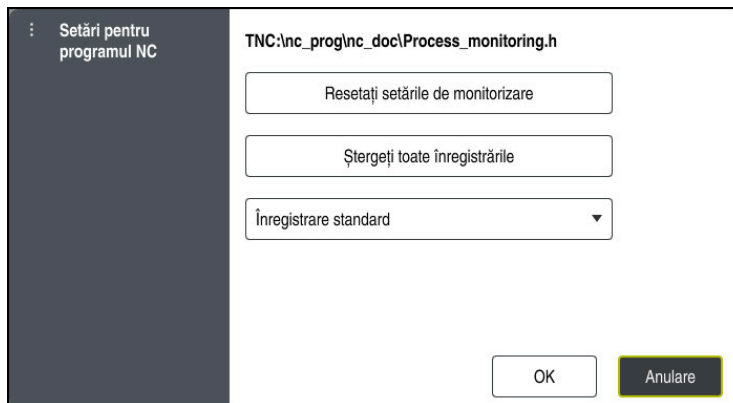 Setări pentru
programul NC
TNC:\nc_prog\nc_doc\Process_monitoring.h
Resetați setările de monitorizare
Ștergeți toate înregistrările
Înregistrare standard
OK
Anulare